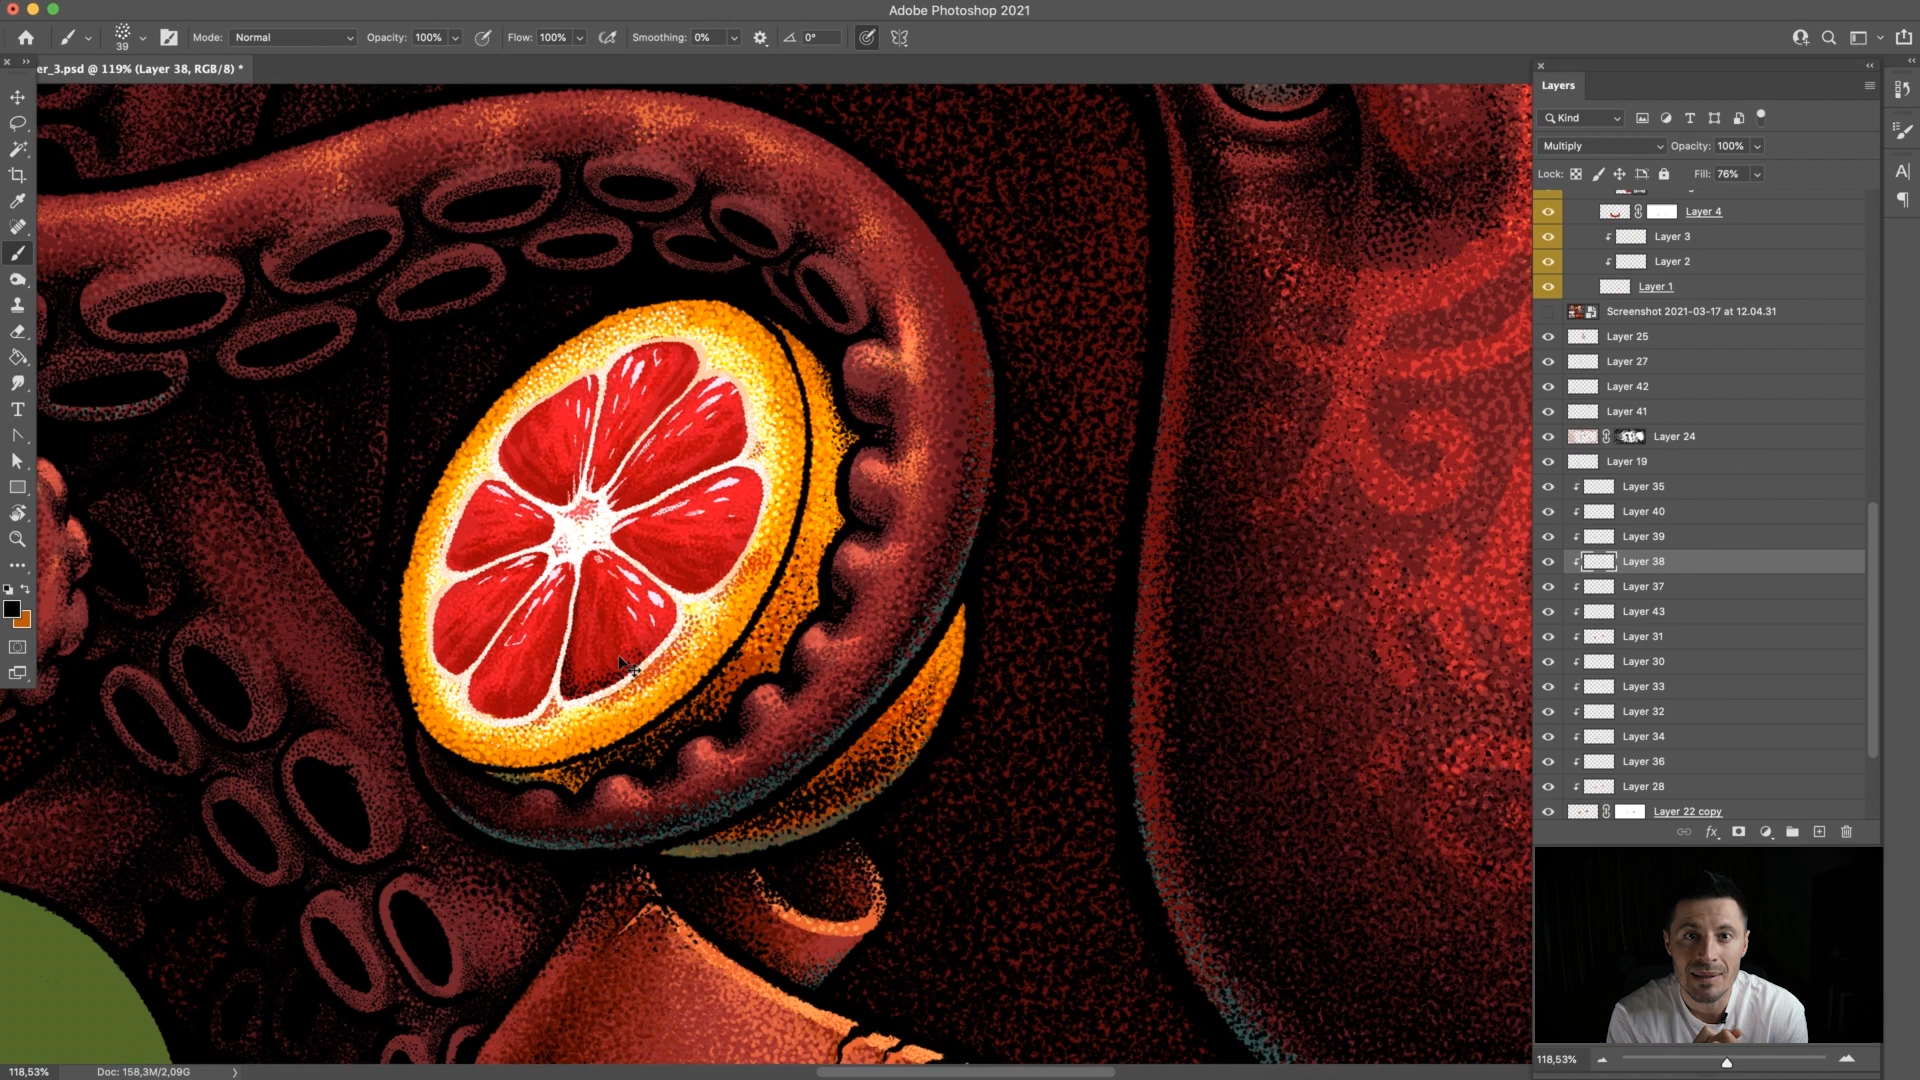 Adobe Photoshop 2021
39
Mode: Normal
Opacity: 100%
Flow: 100%
Smoothing: 0%
0°
er_3.psd @ 119% (Layer 38, RGB/8) *
Layers
Kind
Multiply
Opacity: 100%
Lock:
Fill: 76%
Layer 4
Layer 3
Layer 2
Layer 1
Screenshot 2021-03-17 at 12.04.31
Layer 25
Layer 27
Layer 42
Layer 41
Layer 24
Layer 19
Layer 35
Layer 40
Layer 39
Layer 38
Layer 37
Layer 43
Layer 31
Layer 30
Layer 33
Layer 32
Layer 34
Layer 36
Layer 28
Layer 22 copy
fx
118,53%
118,53%
Doc: 158,3M/2,09G